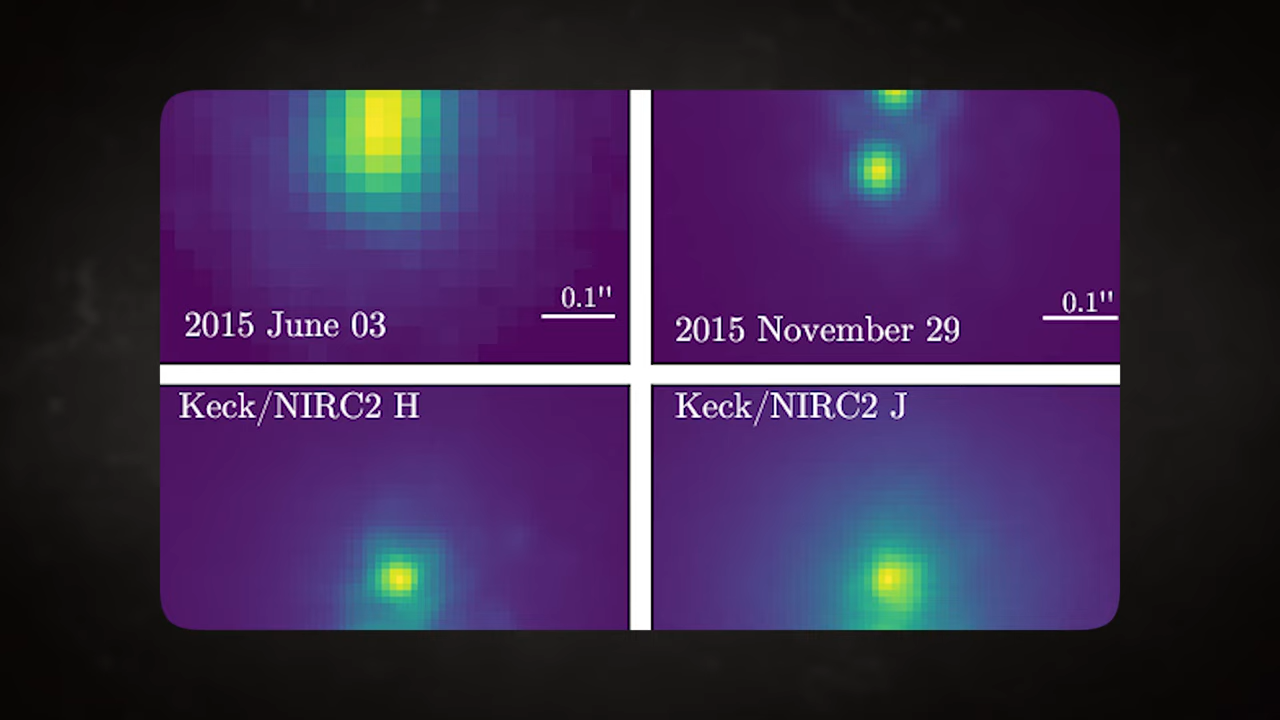 0.1"
2015 June 03
0.1"
2015 November 29
Keck/NIRC2 H
Keck/NIRC2 J